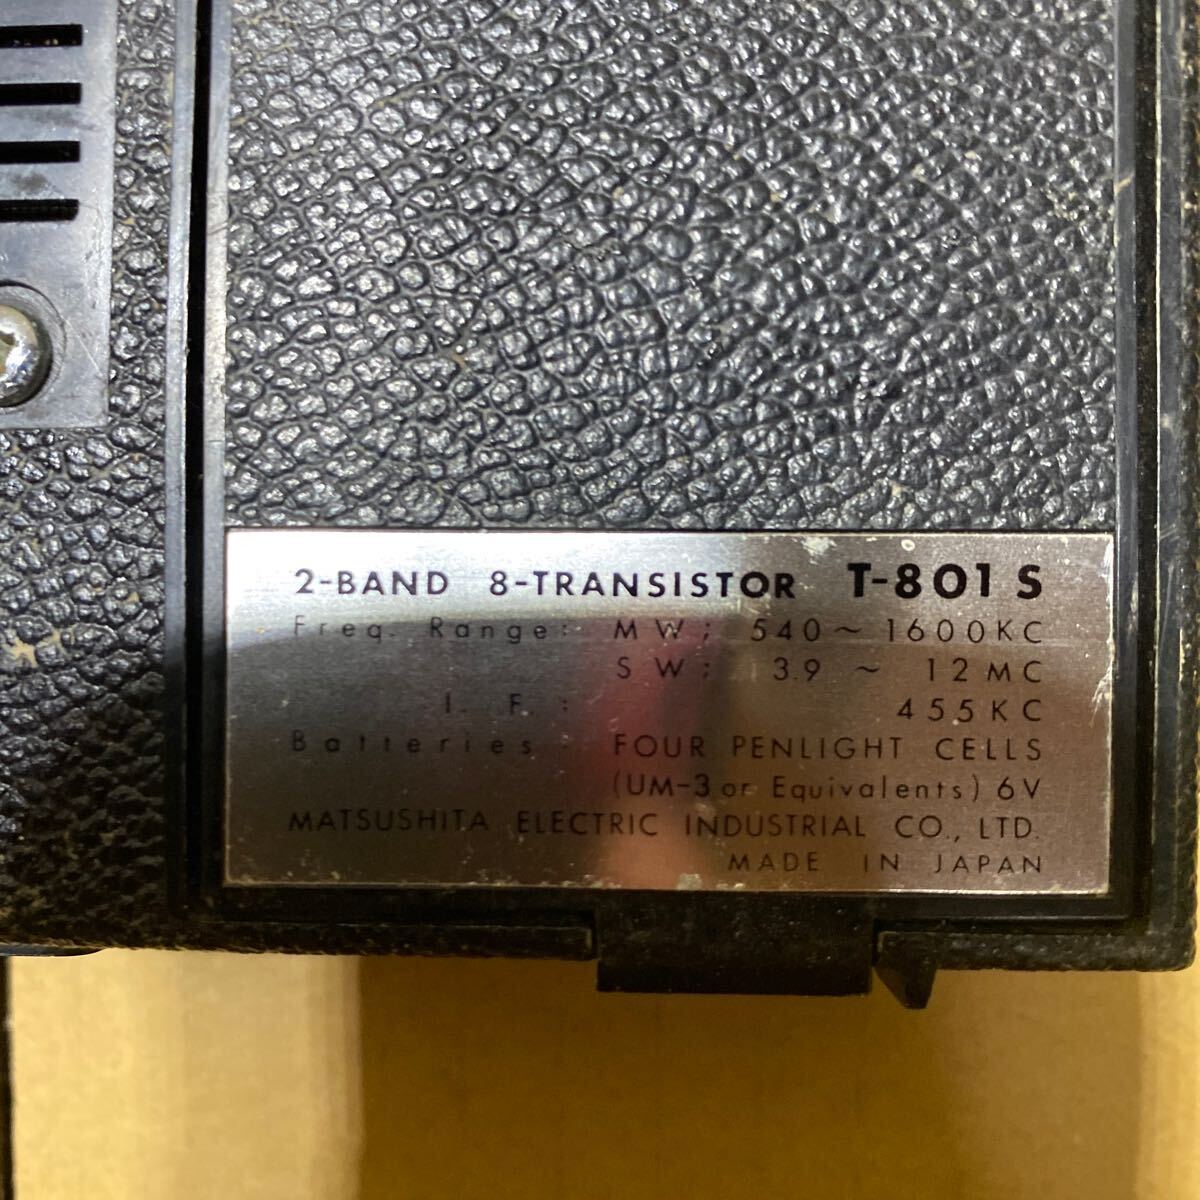 2-BAND 8-TRANSISTOR T-801S
Freq. Range: MW; 540~1600KC
SW; 3.9 ~ 12MC
I. F. : 455KC
Batteries : FOUR PENLIGHT CELLS
(UM-3 or Equivalents) 6V
MATSUSHITA ELECTRIC INDUSTRIAL CO., LTD.
MADE IN JAPAN